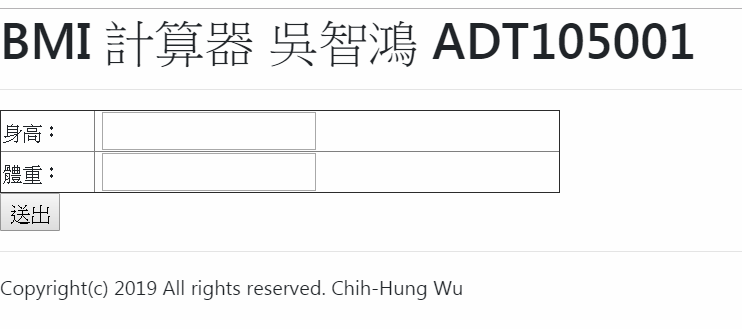 BMI 計算器 吳智鴻 ADT105001
身高：
體重：
送出
Copyright(c) 2019 All rights reserved. Chih-Hung Wu